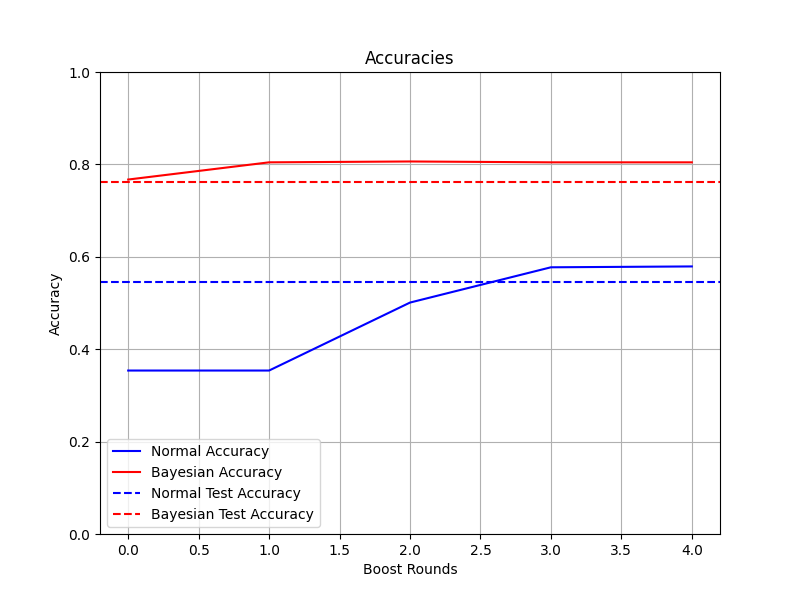 Accuracies
1.0
0.8
0.6
0.4
0.2
0.0
Accuracy
Normal Accuracy
Bayesian Accuracy
Normal Test Accuracy
Bayesian Test Accuracy
0.0 0.5 1.0 1.5 2.0 2.5 3.0 3.5 4.0
Boost Rounds